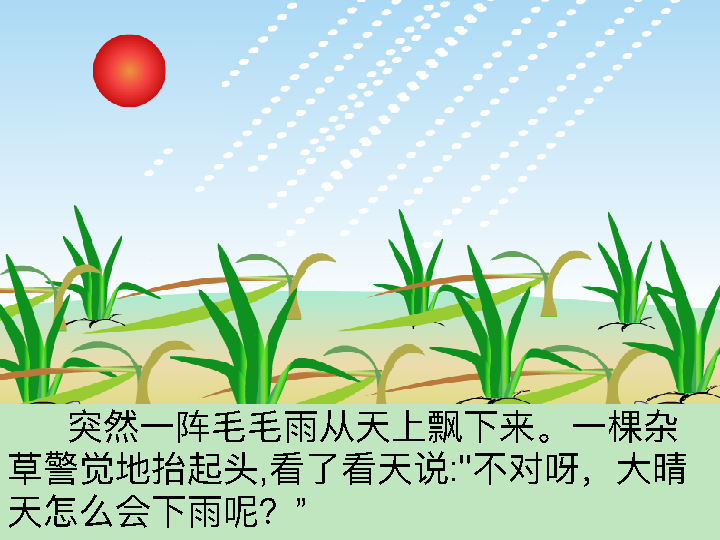 突然一阵毛毛雨从天上飘下来。一棵杂
草警觉地抬起头,看了看天说:"不对呀，大晴
天怎么会下雨呢？”